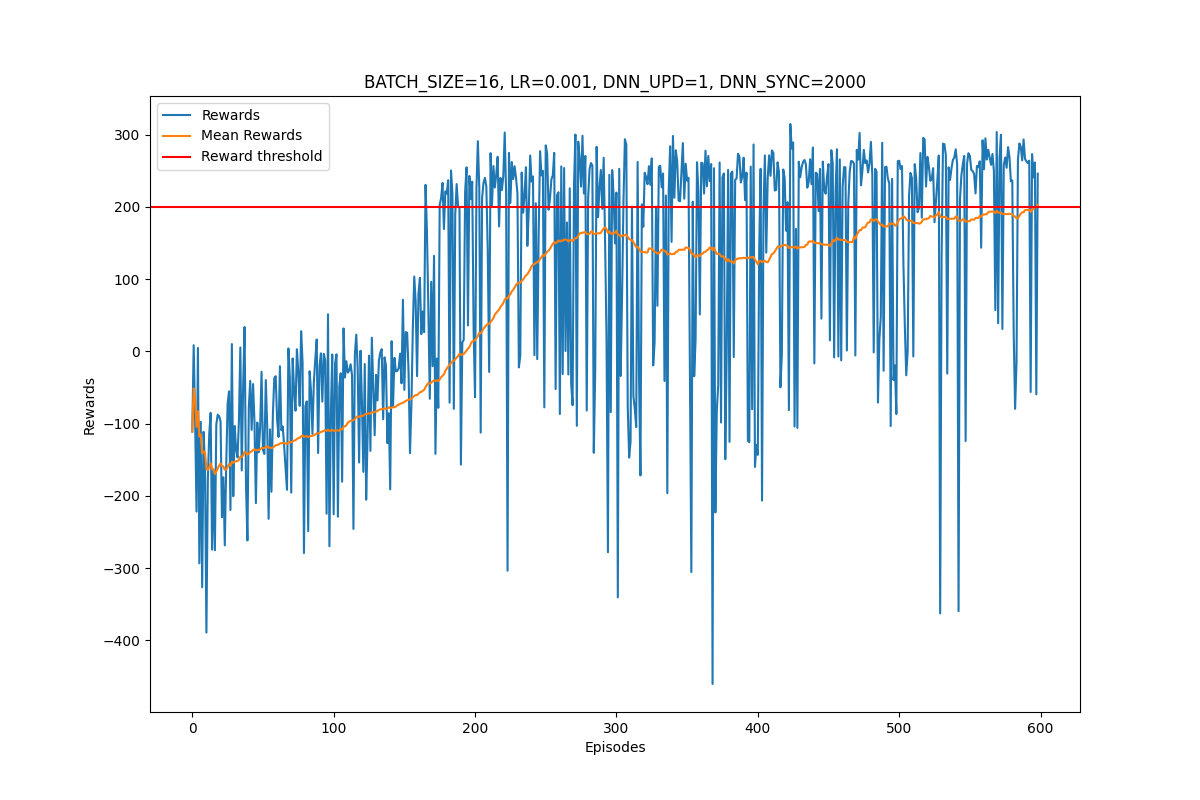 BATCH_SIZE=16, LR=0.001, DNN_UPD=1, DNN_SYNC=2000
Rewards
Mean Rewards
Reward threshold
300
200
100
0
−100
−200
−300
−400
Rewards
0 100 200 300 400 500 600
Episodes